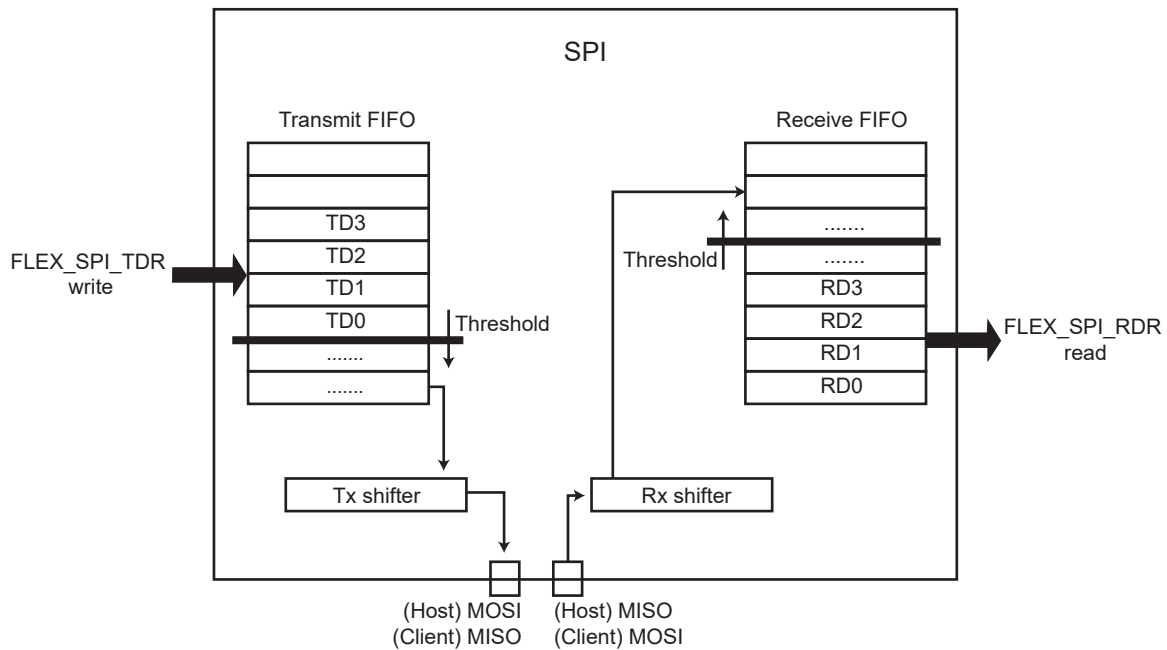 SPI
Transmit FIFO
TD3
TD2
TD1
TD0
.......
.......
Threshold
FLEX_SPI_TDR
write
Receive FIFO
.......
.......
RD3
RD2
RD1
RD0
Threshold
FLEX_SPI_RDR
read
Tx shifter
Rx shifter
(Host) MOSI
(Client) MISO
(Host) MISO
(Client) MOSI